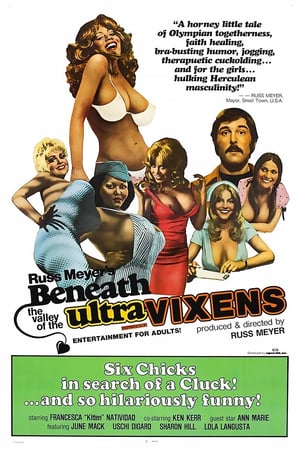 "A horney little tale
of Olympian togetherness,
faith healing,
bra-busting humor, jogging,
therapuetic cuckolding...
and for the girls...
hulking Herculean
masculinity!"
— RUSS MEYER,
Mayor, Small Town, U.S.A.
Russ Meyer's
Beneath
the valley of the
ultraVIXENS
ENTERTAINMENT FOR ADULTS!
produced & directed by
RUSS MEYER
Six Chicks
in search of a Cluck!
...and so hilariously funny!
starring FRANCESCA "Kitten" NATIVIDAD co-starring KEN KERR guest star ANN MARIE
featuring JUNE MACK USCHI DIGARD SHARON HILL LOLA LANGUSTA